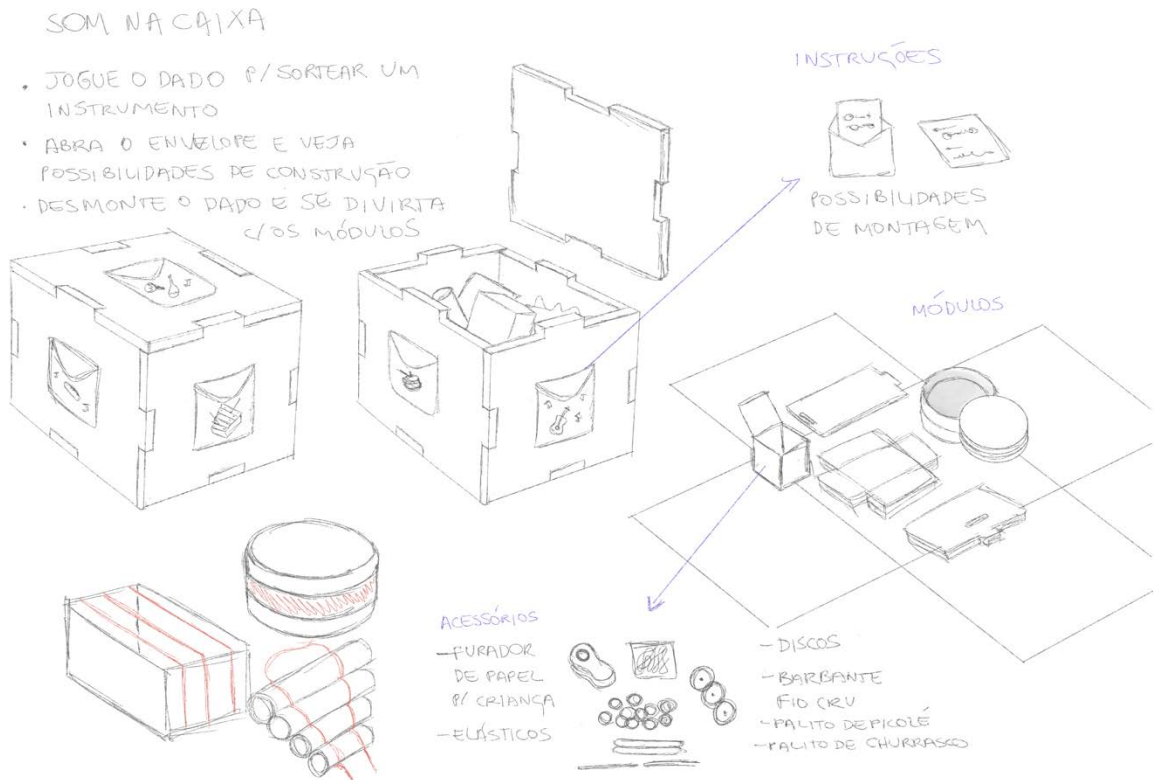 SOM NA CAIXA
• JOGUE O DADO P/ SORTEAR UM
INSTRUMENTO
• ABRA O ENVELOPE E VEJA
POSSIBILIDADES DE CONSTRUÇÃO
• DESMONTE O DADO E SE DIVIRTA
C/ OS MÓDULOS
INSTRUÇÕES
POSSIBILIDADES
DE MONTAGEM
MÓDULOS
ACESSÓRIOS
- FURADOR
DE PAPEL
P/ CRIANÇA
- ELÁSTICOS
- DISCOS
- BARBANTE
FIO CRU
- PALITO DE PICOLÉ
- PALITO DE CHURRASCO